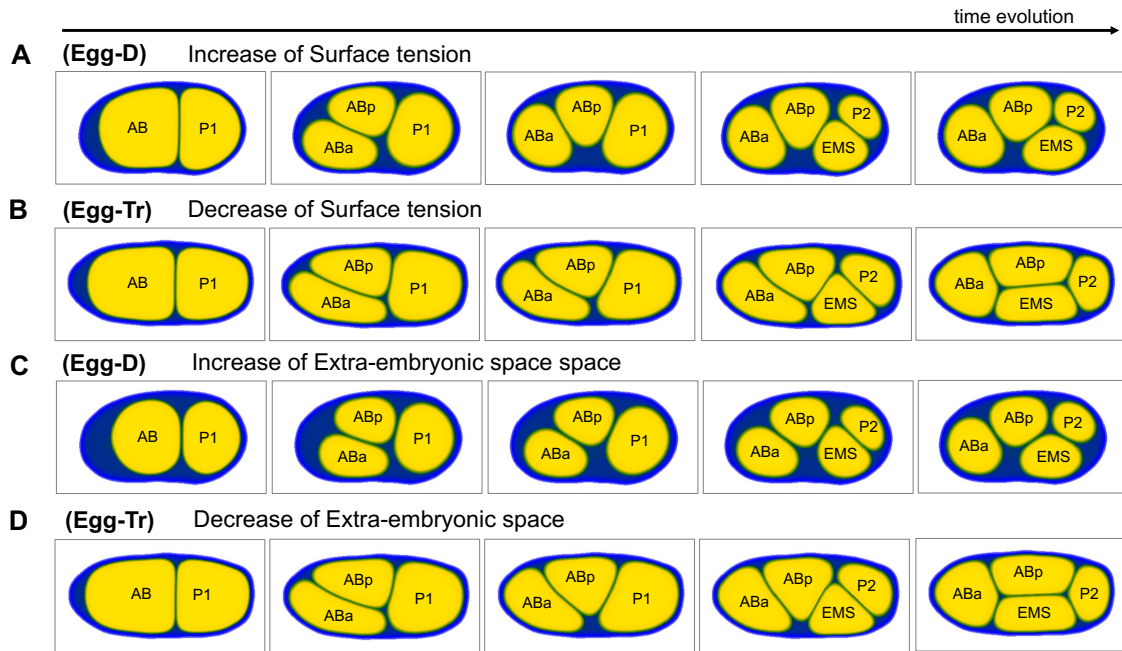 time evolution
A (Egg-D) Increase of Surface tension
AB P1
ABp ABa P1
ABp ABa P1
ABp P2 ABa EMS
ABp P2 ABa EMS
B (Egg-Tr) Decrease of Surface tension
AB P1
ABp ABa P1
ABp ABa P1
ABp P2 ABa EMS
ABp ABa P2 EMS
C (Egg-D) Increase of Extra-embryonic space space
AB P1
ABp ABa P1
ABp ABa P1
ABp P2 ABa EMS
ABp P2 ABa EMS
D (Egg-Tr) Decrease of Extra-embryonic space
AB P1
ABp ABa P1
ABp ABa P1
ABp P2 ABa EMS
ABp ABa P2 EMS